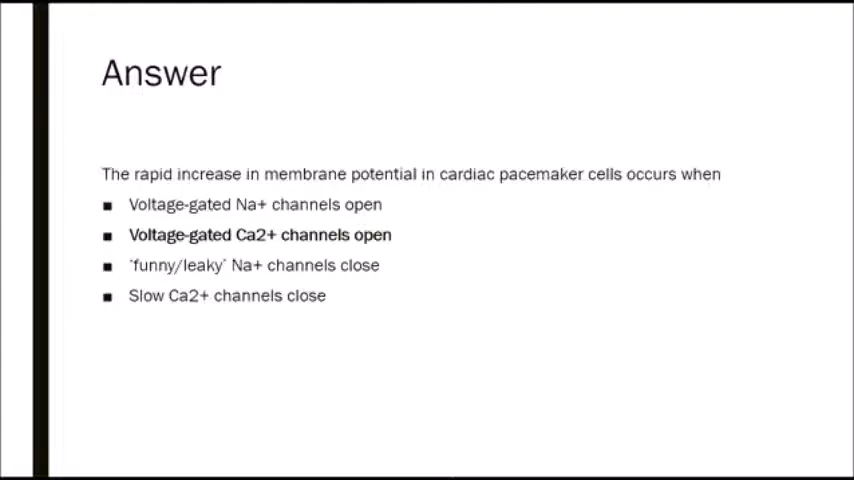 Answer
The rapid increase in membrane potential in cardiac pacemaker cells occurs when
■ Voltage-gated Na+ channels open
■ Voltage-gated Ca2+ channels open
■ ‘funny/leaky’ Na+ channels close
■ Slow Ca2+ channels close